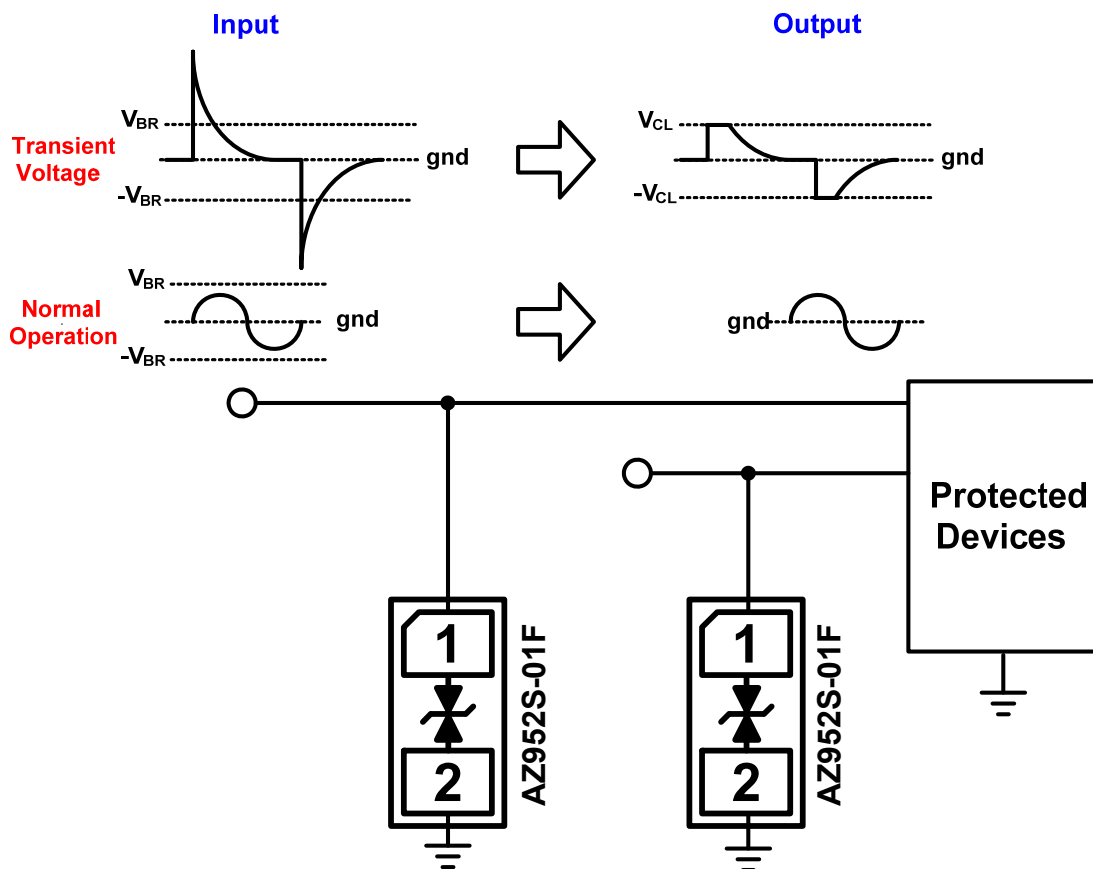 Input
Output
VBR
VCL
Transient
Voltage
gnd
gnd
-VBR
-VCL
VBR
Normal
Operation
gnd
gnd
-VBR
Protected
Devices
1
2
AZ952S-01F
1
2
AZ952S-01F